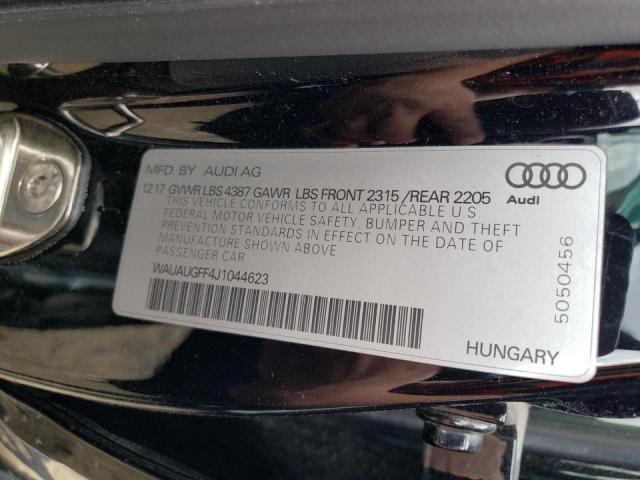 MFD. BY AUDI AG
12 17 GVWR LBS 4387 GAWR LBS FRONT 2315 / REAR 2205
Audi
THIS VEHICLE CONFORMS TO ALL APPLICABLE U.S.
FEDERAL MOTOR VEHICLE SAFETY, BUMPER AND THEFT
PREVENTION STANDARDS IN EFFECT ON THE DATE OF
MANUFACTURE SHOWN ABOVE
PASSENGER CAR
WAUAUGFF4J1044623
5050456
HUNGARY